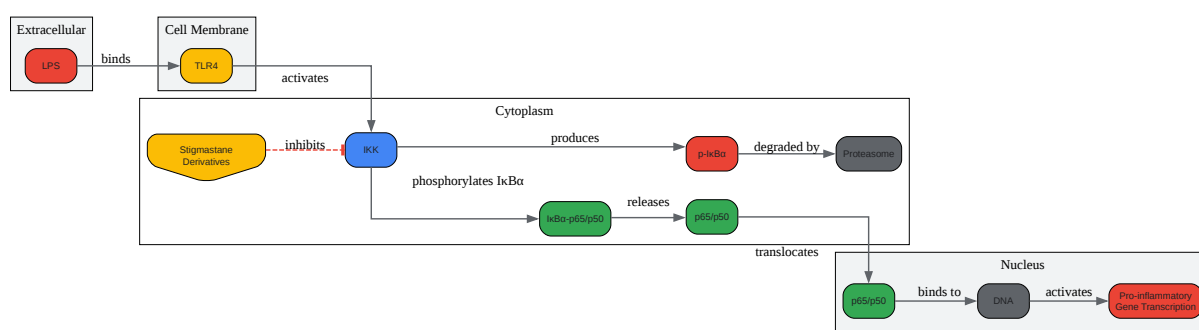 Extracellular
Cell Membrane
LPS
binds
TLR4
activates
Cytoplasm
Stigmastane
Derivatives
inhibits
IKK
produces
p-IκBα
degraded by
Proteasome
phosphorylates IκBα
IκBα-p65/p50
releases
p65/p50
translocates
Nucleus
p65/p50
binds to
DNA
activates
Pro-inflammatory
Gene Transcription